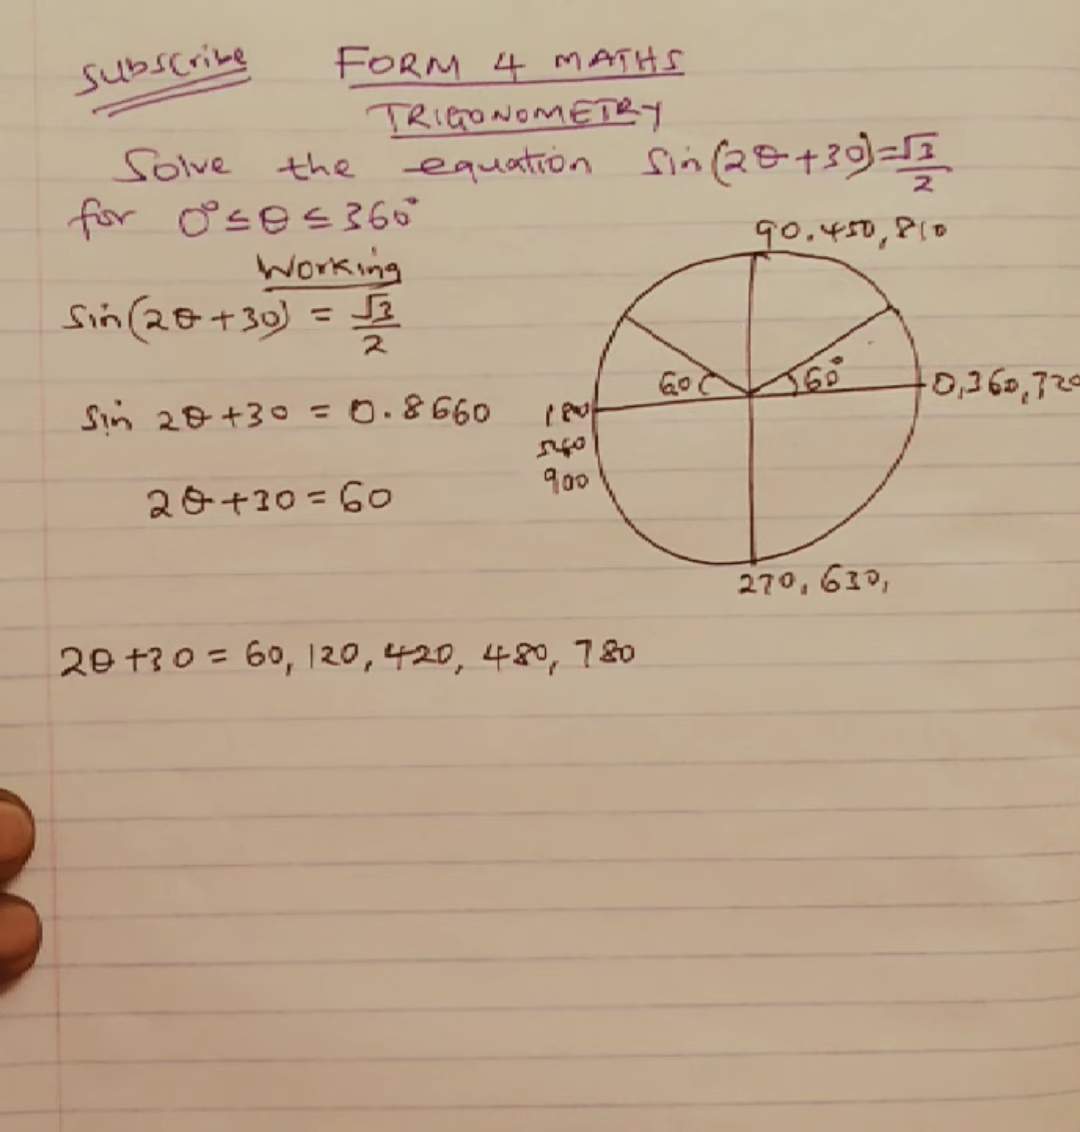 Subscribe FORM 4 MATHS
TRIGONOMETRY
Solve the equation Sin(2θ+30)=√3/2
for 0°≤θ≤360°
Working
90.450,810
Sin(2θ+30) = √3/2
60 60°
0,360,720
Sin 2θ+30 = 0.8660
180
540
900
2θ+30=60
270, 630,
2θ+30 = 60, 120, 420, 480, 780